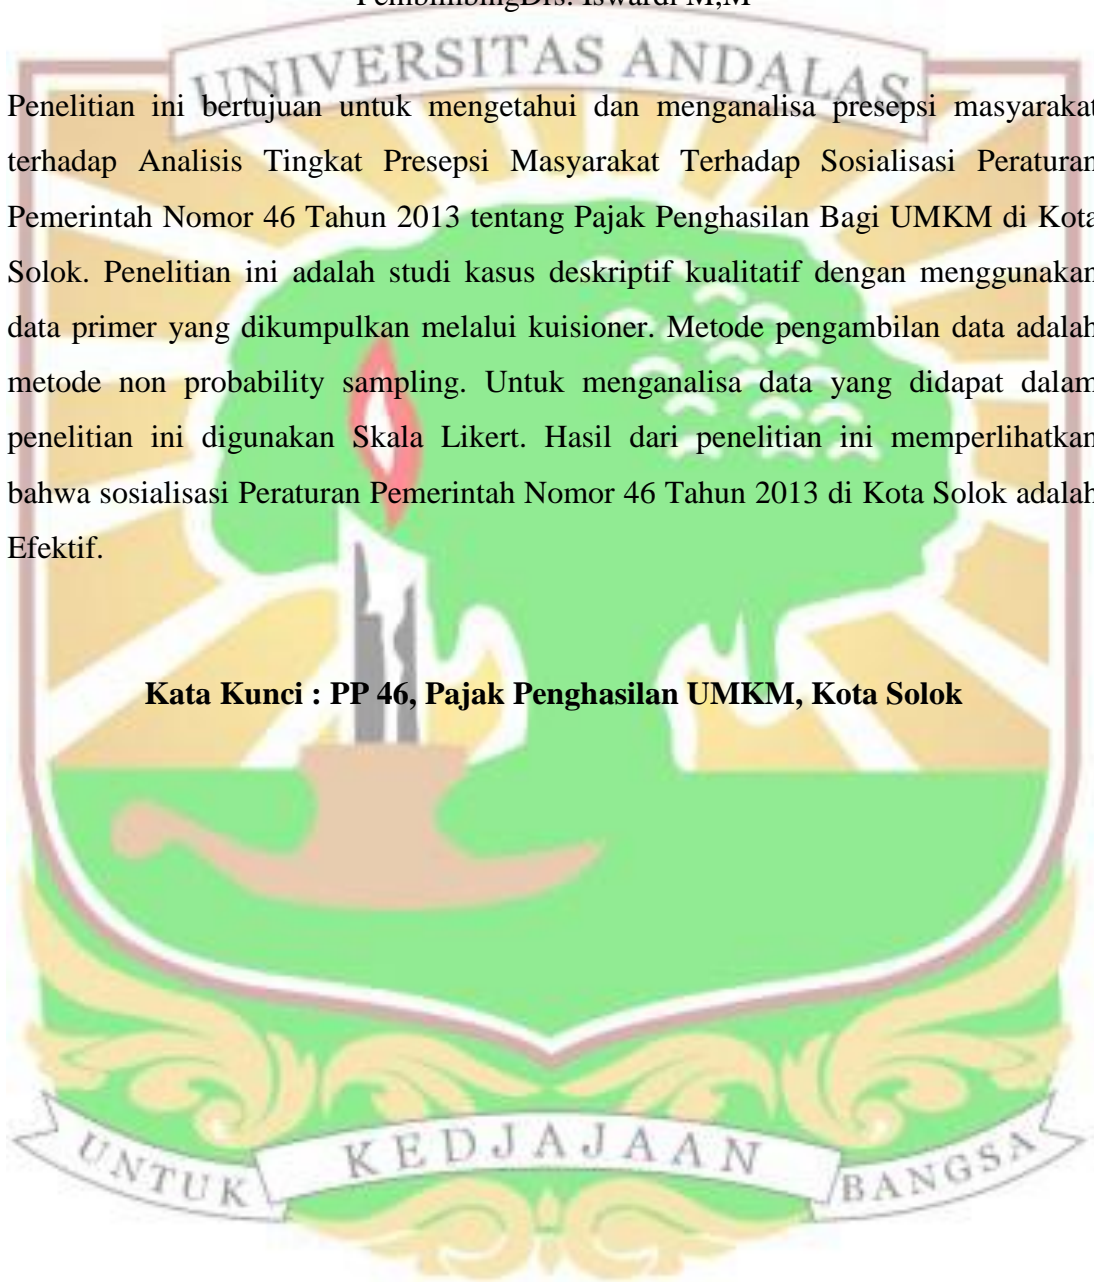 PembimbingDrs. Iswardi M,M
UNIVERSITAS ANDALAS
Penelitian ini bertujuan untuk mengetahui dan menganalisa presepsi masyarakat
terhadap Analisis Tingkat Presepsi Masyarakat Terhadap Sosialisasi Peraturan
Pemerintah Nomor 46 Tahun 2013 tentang Pajak Penghasilan Bagi UMKM di Kota
Solok. Penelitian ini adalah studi kasus deskriptif kualitatif dengan menggunakan
data primer yang dikumpulkan melalui kuisioner. Metode pengambilan data adalah
metode non probability sampling. Untuk menganalisa data yang didapat dalam
penelitian ini digunakan Skala Likert. Hasil dari penelitian ini memperlihatkan
bahwa sosialisasi Peraturan Pemerintah Nomor 46 Tahun 2013 di Kota Solok adalah
Efektif.
Kata Kunci : PP 46, Pajak Penghasilan UMKM, Kota Solok
UNTUK KEDJAJAAN BANGSA